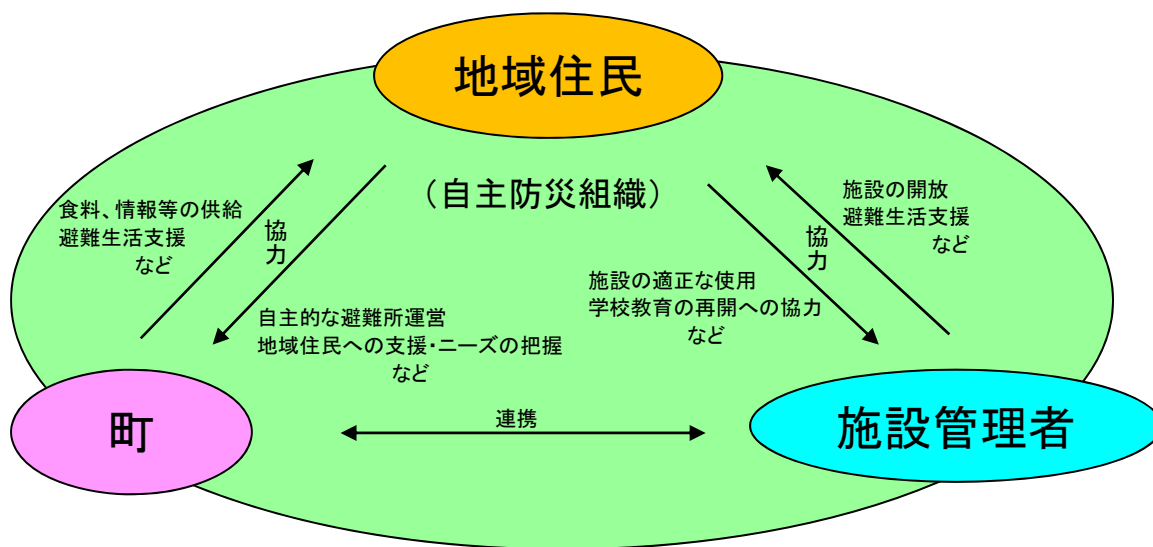 地域住民
（自主防災組織）
食料、情報等の供給
避難生活支援
など
協力
自主的な避難所運営
地域住民への支援・ニーズの把握
など
施設の開放
避難生活支援
など
協力
施設の適正な使用
学校教育の再開への協力
など
町
連携
施設管理者